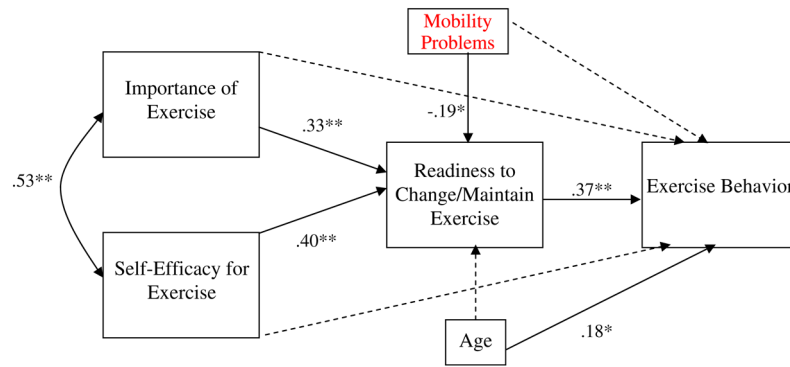 Mobility
Problems
Importance of
Exercise
.33**
-.19*
.53**
Readiness to
Change/Maintain
Exercise
.37**
Exercise Behavior
.40**
Self-Efficacy for
Exercise
Age
.18*